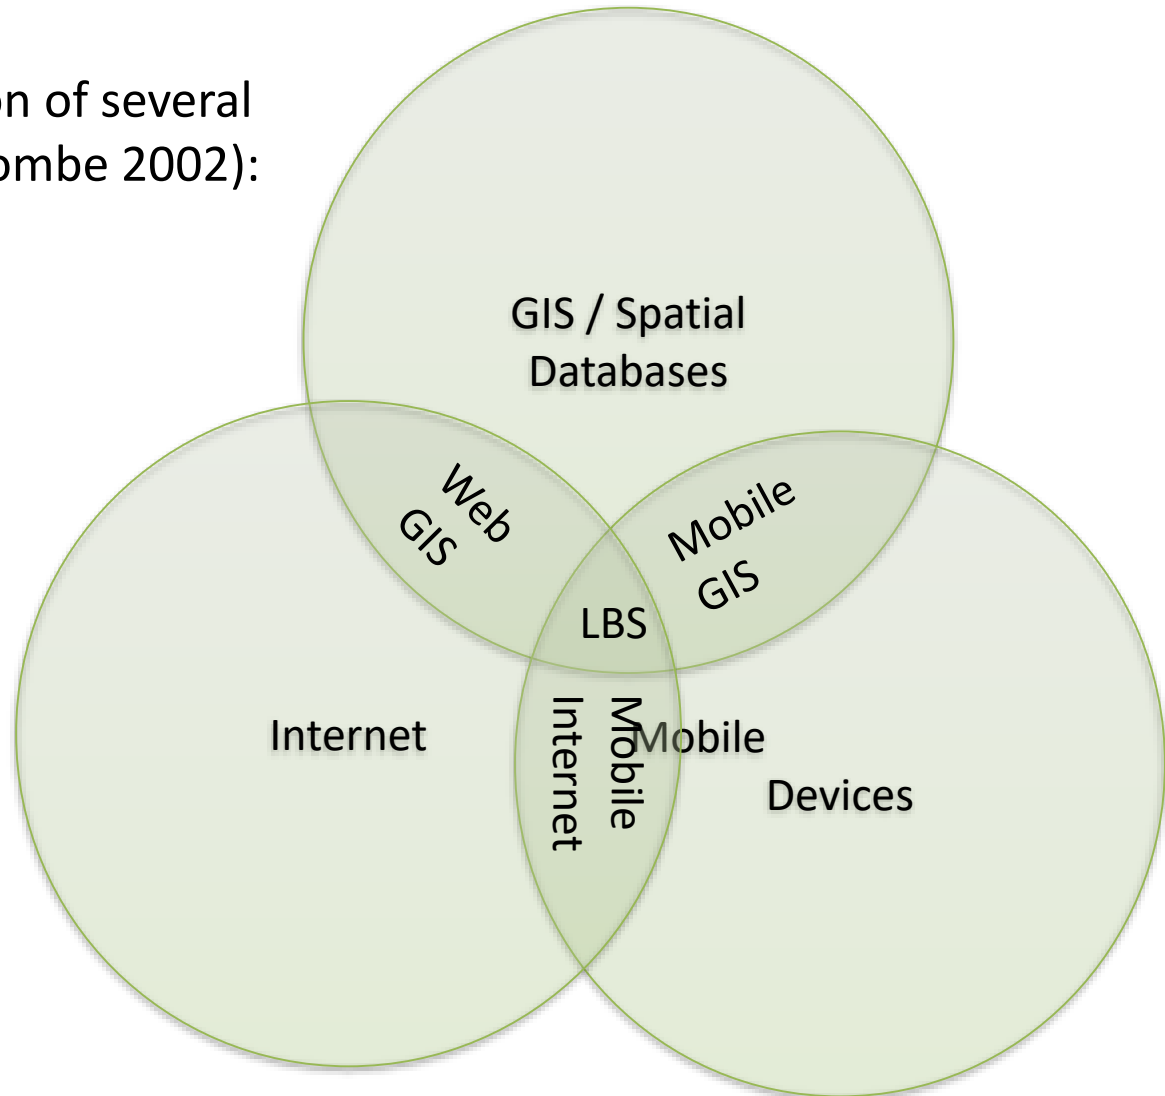 on of several
ombe 2002):
GIS / Spatial
Databases
Web
GIS
Mobile
GIS
LBS
Internet
Mobile
Internet
Mobile
Devices